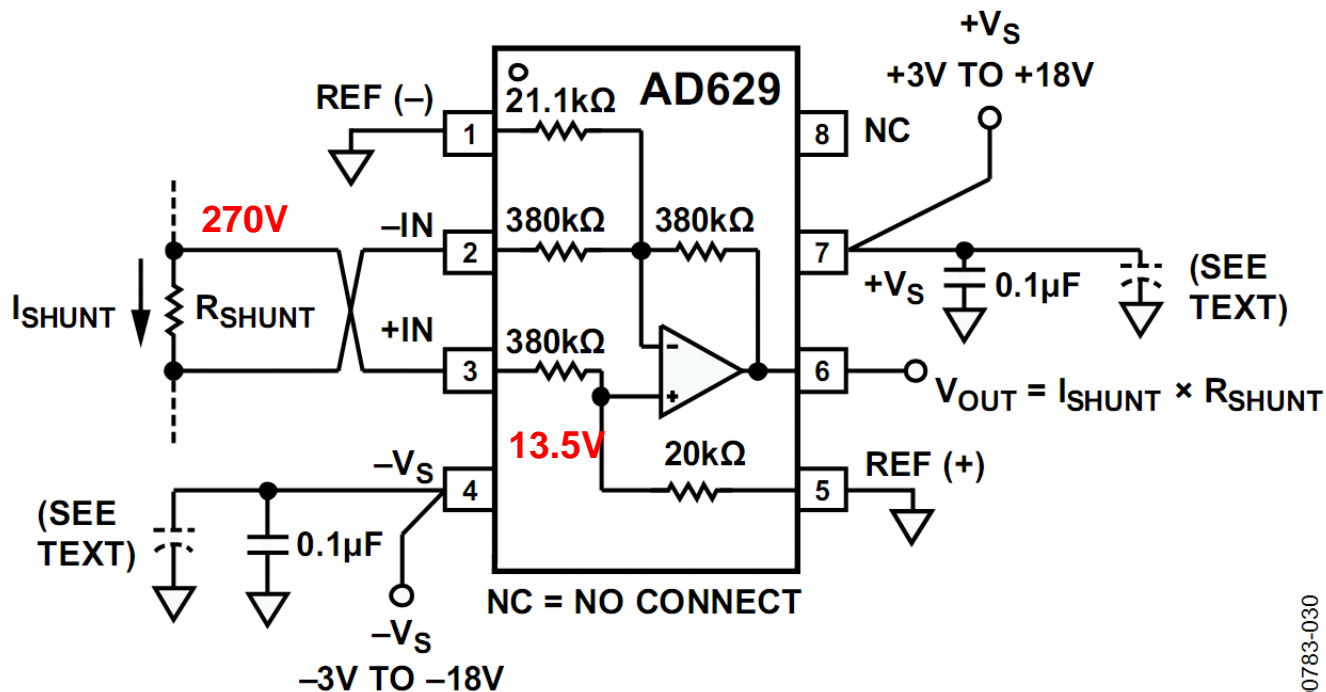 +VS
+3V TO +18V
REF (–)
21.1kΩ
AD629
1
8
NC
270V
–IN
380kΩ
380kΩ
2
7
+VS
0.1µF
(SEE
TEXT)
ISHUNT
RSHUNT
+IN
380kΩ
3
6
VOUT = ISHUNT × RSHUNT
13.5V
20kΩ
–VS
4
5
REF (+)
(SEE
TEXT)
0.1µF
NC = NO CONNECT
–VS
–3V TO –18V